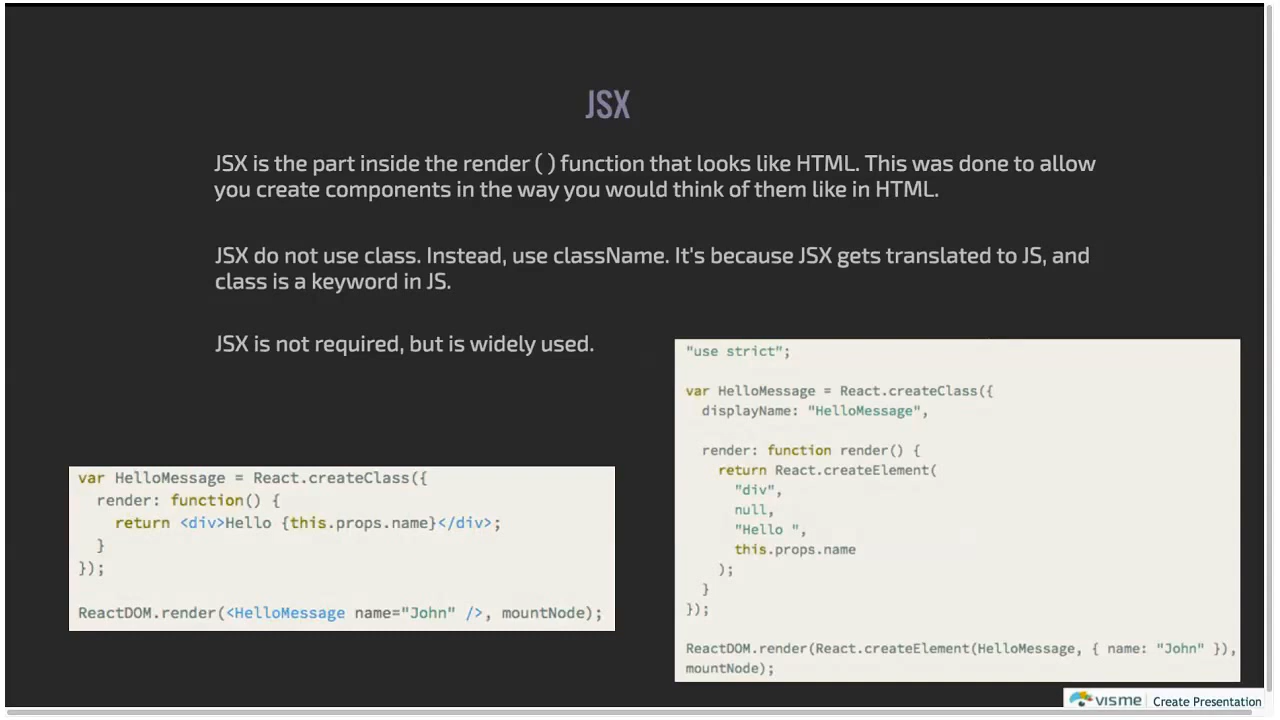 JSX
JSX is the part inside the render ( ) function that looks like HTML. This was done to allow
you create components in the way you would think of them like in HTML.
JSX do not use class. Instead, use className. It's because JSX gets translated to JS, and
class is a keyword in JS.
JSX is not required, but is widely used.
var HelloMessage = React.createClass({
  render: function() {
    return <div>Hello {this.props.name}</div>;
  }
});
ReactDOM.render(<HelloMessage name="John" />, mountNode);
"use strict";
var HelloMessage = React.createClass({
  displayName: "HelloMessage",
  render: function render() {
    return React.createElement(
      "div",
      null,
      "Hello ",
      this.props.name
    );
  }
});
ReactDOM.render(React.createElement(HelloMessage, { name: "John" }),
mountNode);
visme Create Presentation